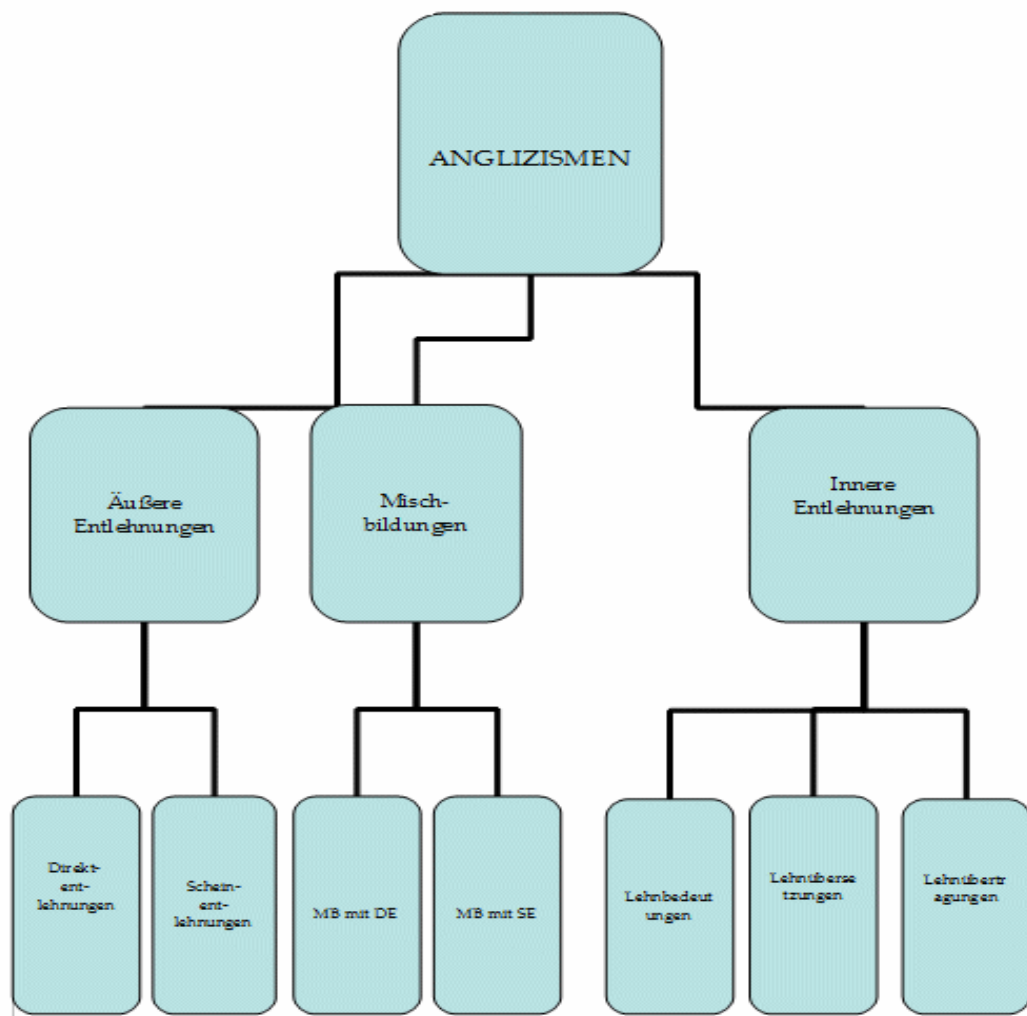 ANGLIZISMEN
Äußere
Entlehnungen
Misch-
bildungen
Innere
Entlehnungen
Direkt-
ent-
lehnungen
Schein-
ent-
lehnungen
MB mit DE
MB mit SE
Lehnbedeut
ungen
Lehnüberse
tzungen
Lehnübertr
agungen